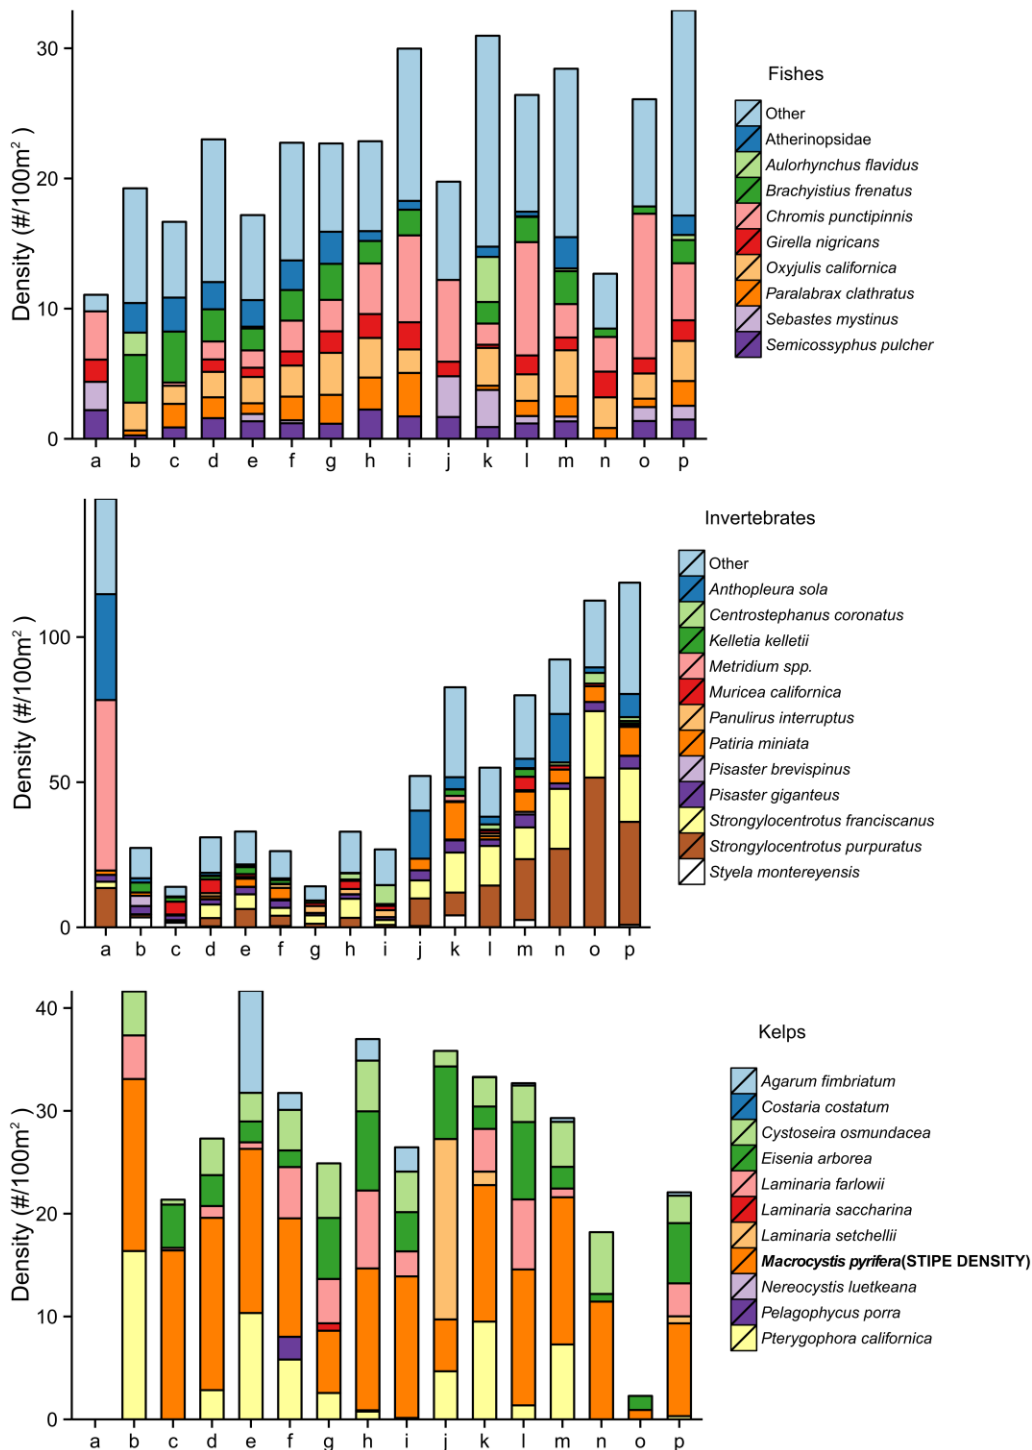 Fishes
Density (#/100m²)
30
20
10
0
Other
Atherinopsidae
Aulorhynchus flavidus
Brachyistius frenatus
Chromis punctipinnis
Girella nigricans
Oxyjulis californica
Paralabrax clathratus
Sebastes mystinus
Semicossyphus pulcher
a b c d e f g h i j k l m n o p
Invertebrates
Density (#/100m²)
100
50
0
Other
Anthopleura sola
Centrostephanus coronatus
Kelletia kelletii
Metridium spp.
Muricea californica
Panulirus interruptus
Patiria miniata
Pisaster brevispinus
Pisaster giganteus
Strongylocentrotus franciscanus
Strongylocentrotus purpuratus
Styela montereyensis
a b c d e f g h i j k l m n o p
Kelps
Density (#/100m²)
40
30
20
10
0
Agarum fimbriatum
Costaria costatum
Cystoseira osmundacea
Eisenia arborea
Laminaria farlowii
Laminaria saccharina
Laminaria setchellii
Macrocystis pyrifera(STIPE DENSITY)
Nereocystis luetkeana
Pelagophycus porra
Pterygophora californica
a b c d e f g h i j k l m n o p